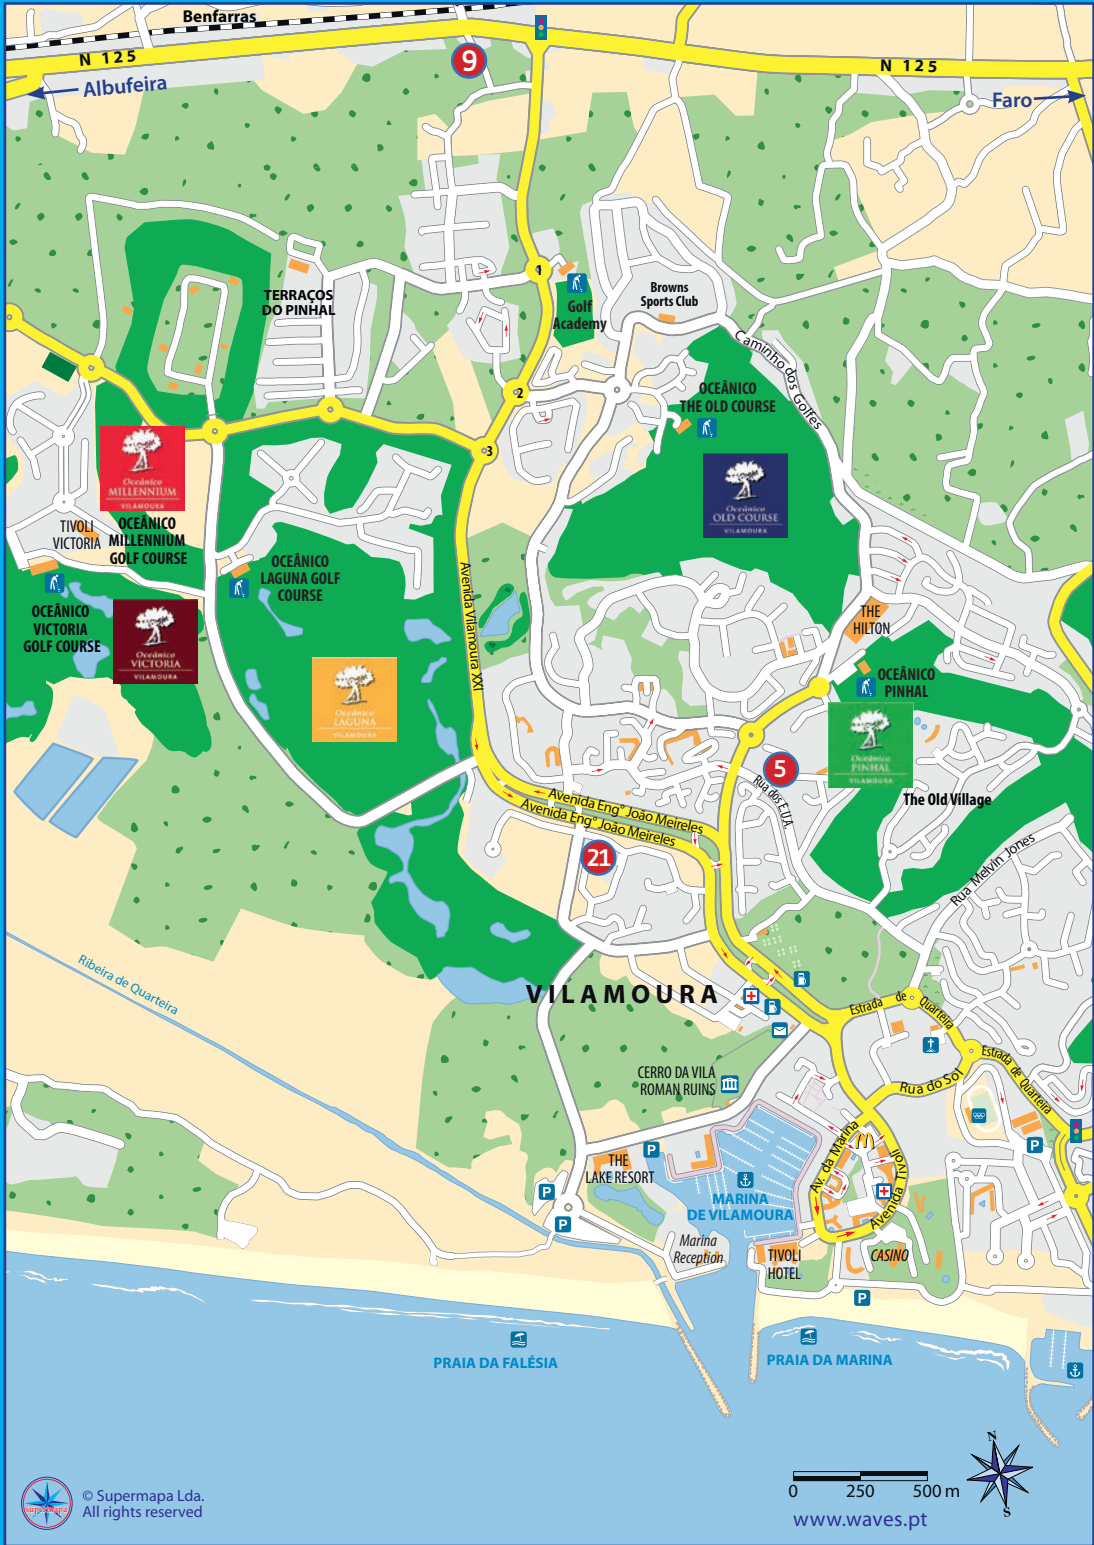 Benfarras
N 125
9
N 125
Albufeira
Faro
1
Golf
Academy
Browns
Sports Club
TERRAÇOS
DO PINHAL
Caminho dos Golfes
2
OCEÂNICO
THE OLD COURSE
3
Oceânico
MILLENNIUM
VILAMOURA
Oceânico
OLD COURSE
VILAMOURA
TIVOLI
VICTORIA
OCEÂNICO
MILLENNIUM
GOLF COURSE
OCEÂNICO
LAGUNA GOLF
COURSE
Avenida Vilamoura XXI
OCEÂNICO
VICTORIA
GOLF COURSE
Oceânico
VICTORIA
VILAMOURA
THE
HILTON
Oceânico
LAGUNA
VILAMOURA
OCEÂNICO
PINHAL
Oceânico
PINHAL
VILAMOURA
5
Rua dos E.U.A.
The Old Village
Avenida Eng° João Meireles
Avenida Eng° João Meireles
21
Rua Melvin Jones
Ribeira de Quarteira
VILAMOURA
Estrada de Quarteira
Estrada de Quarteira
Rua do Sol
CERRO DA VILA
ROMAN RUINS
Av. da Marina
Avenida Tivoli
P
P
THE
LAKE RESORT
P
P
MARINA
DE VILAMOURA
Marina
Reception
TIVOLI
HOTEL
CASINO
P
PRAIA DA FALÉSIA
PRAIA DA MARINA
N
S
0 250 500 m
www.waves.pt
supermapa
© Supermapa Lda.
All rights reserved